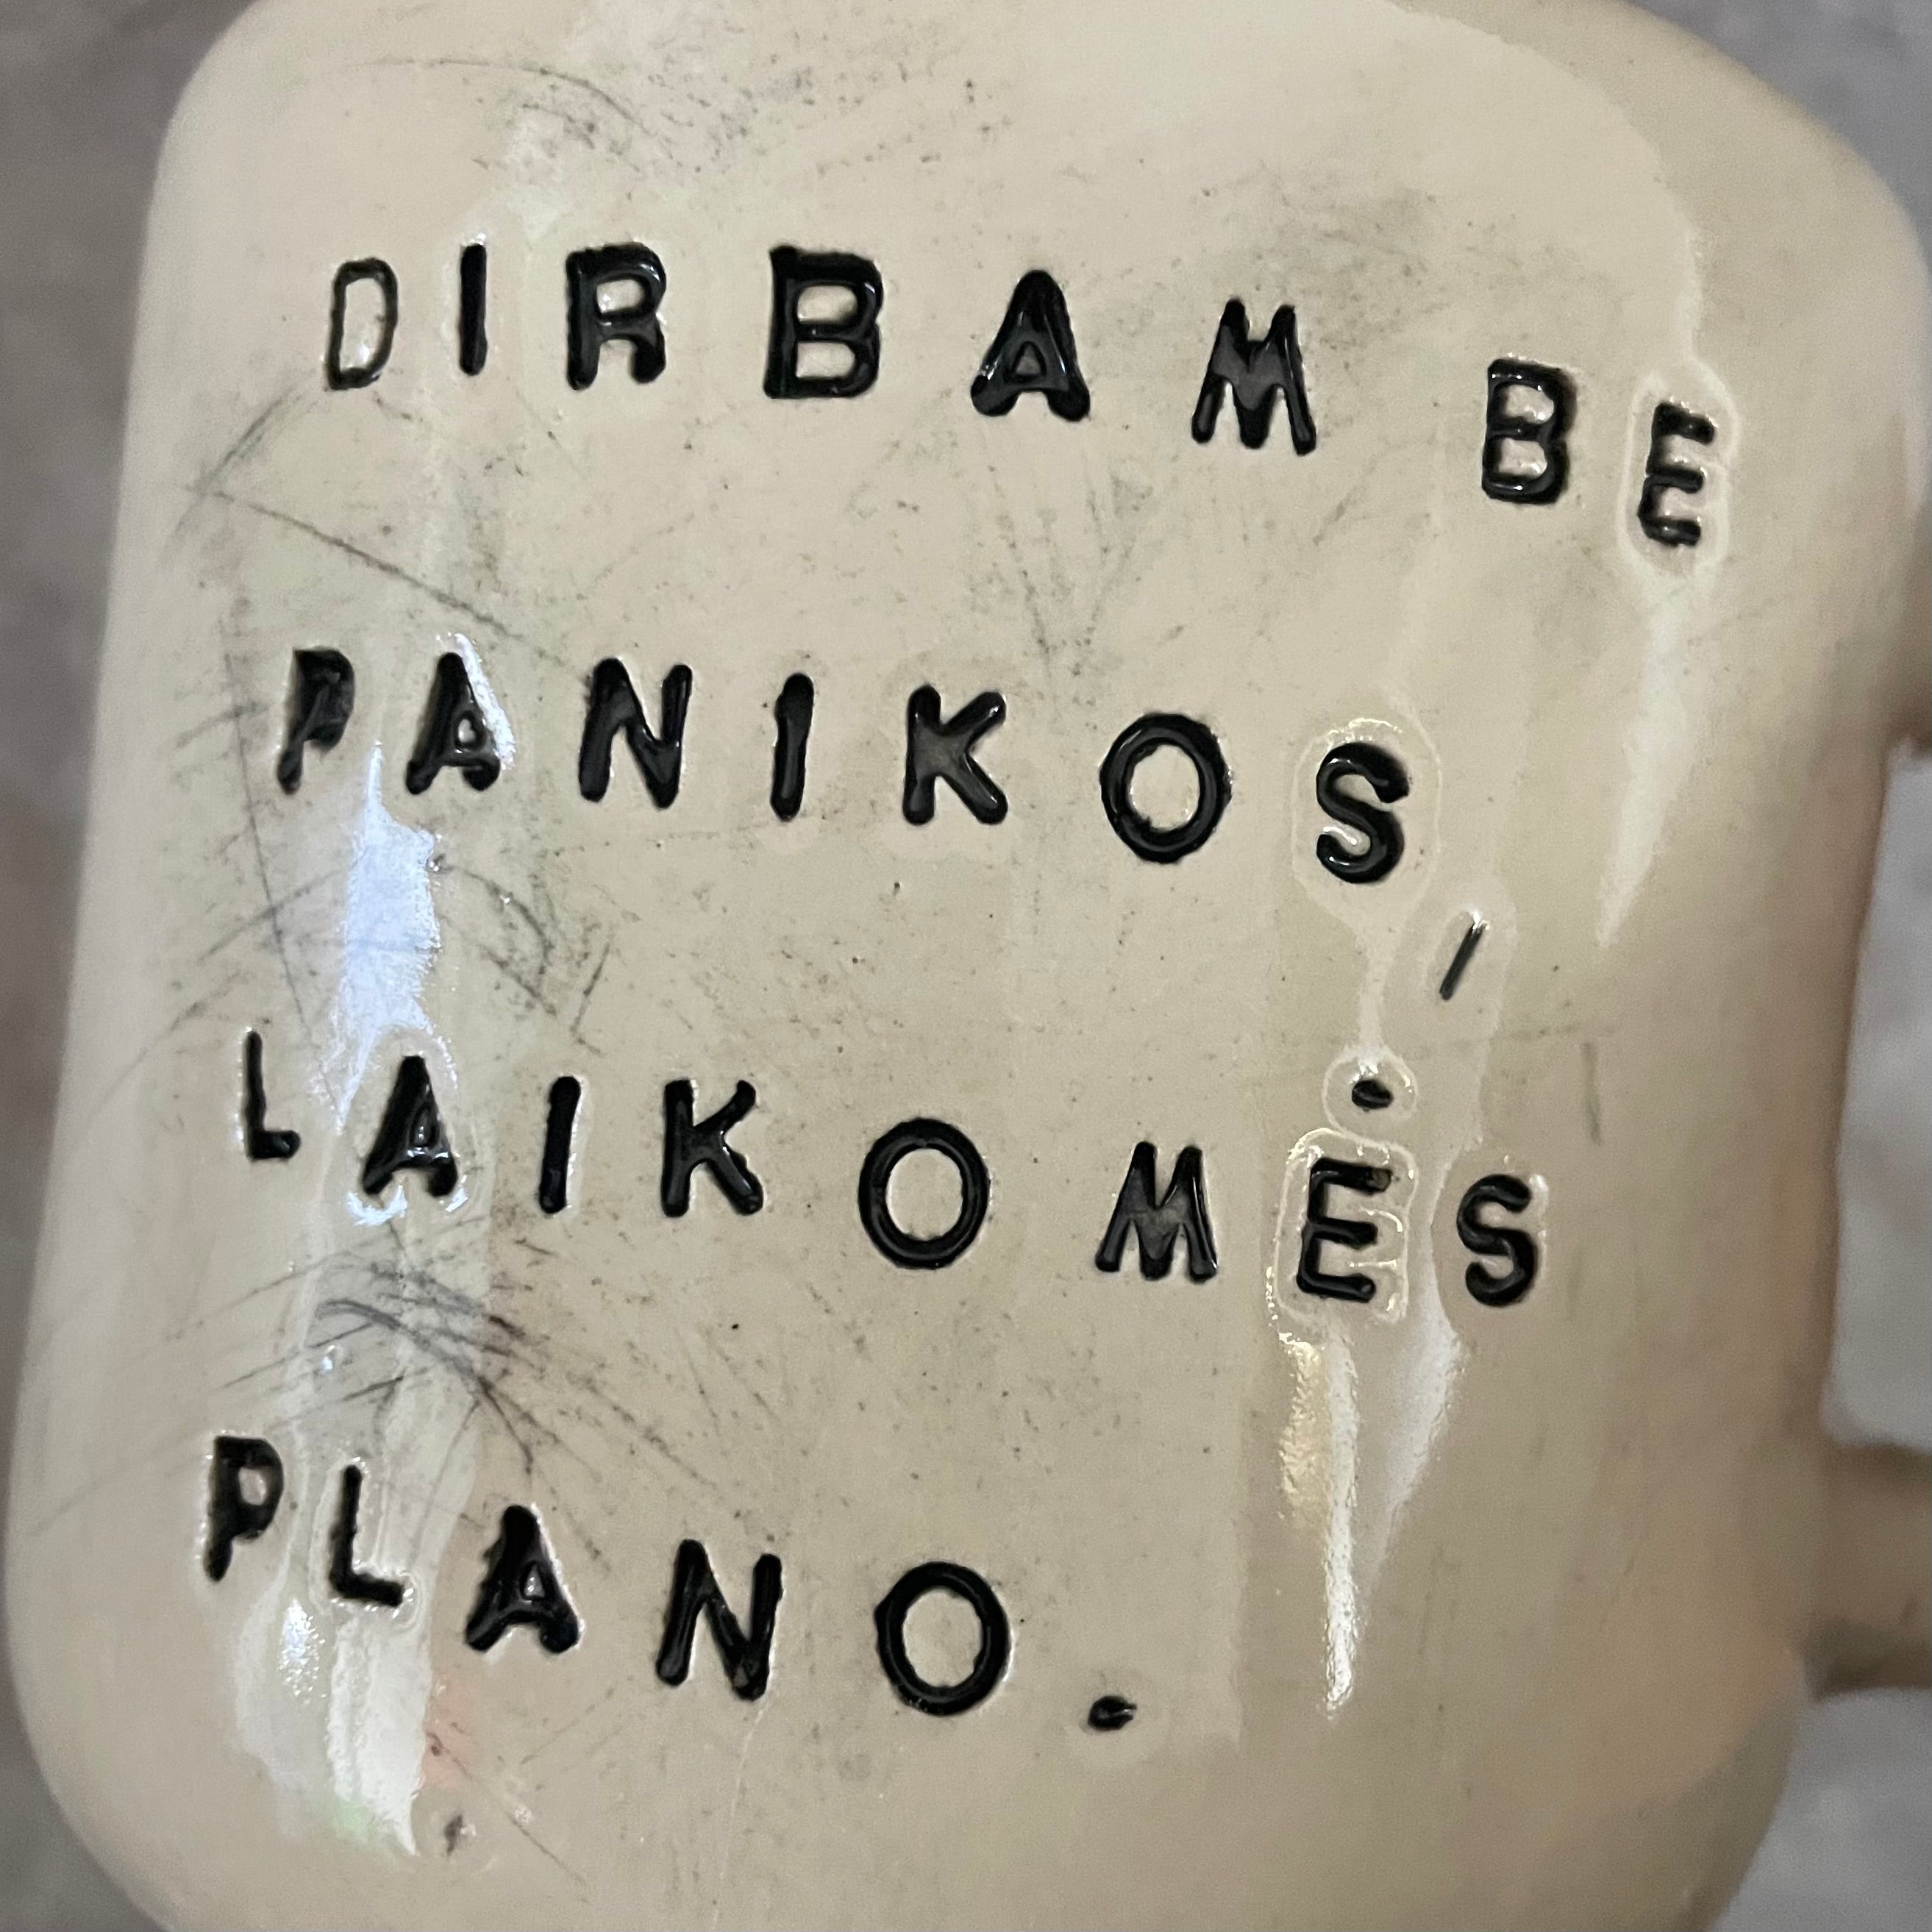 DIRBAM BE
PANIKOS,
LAIKOMĖS
PLANO.